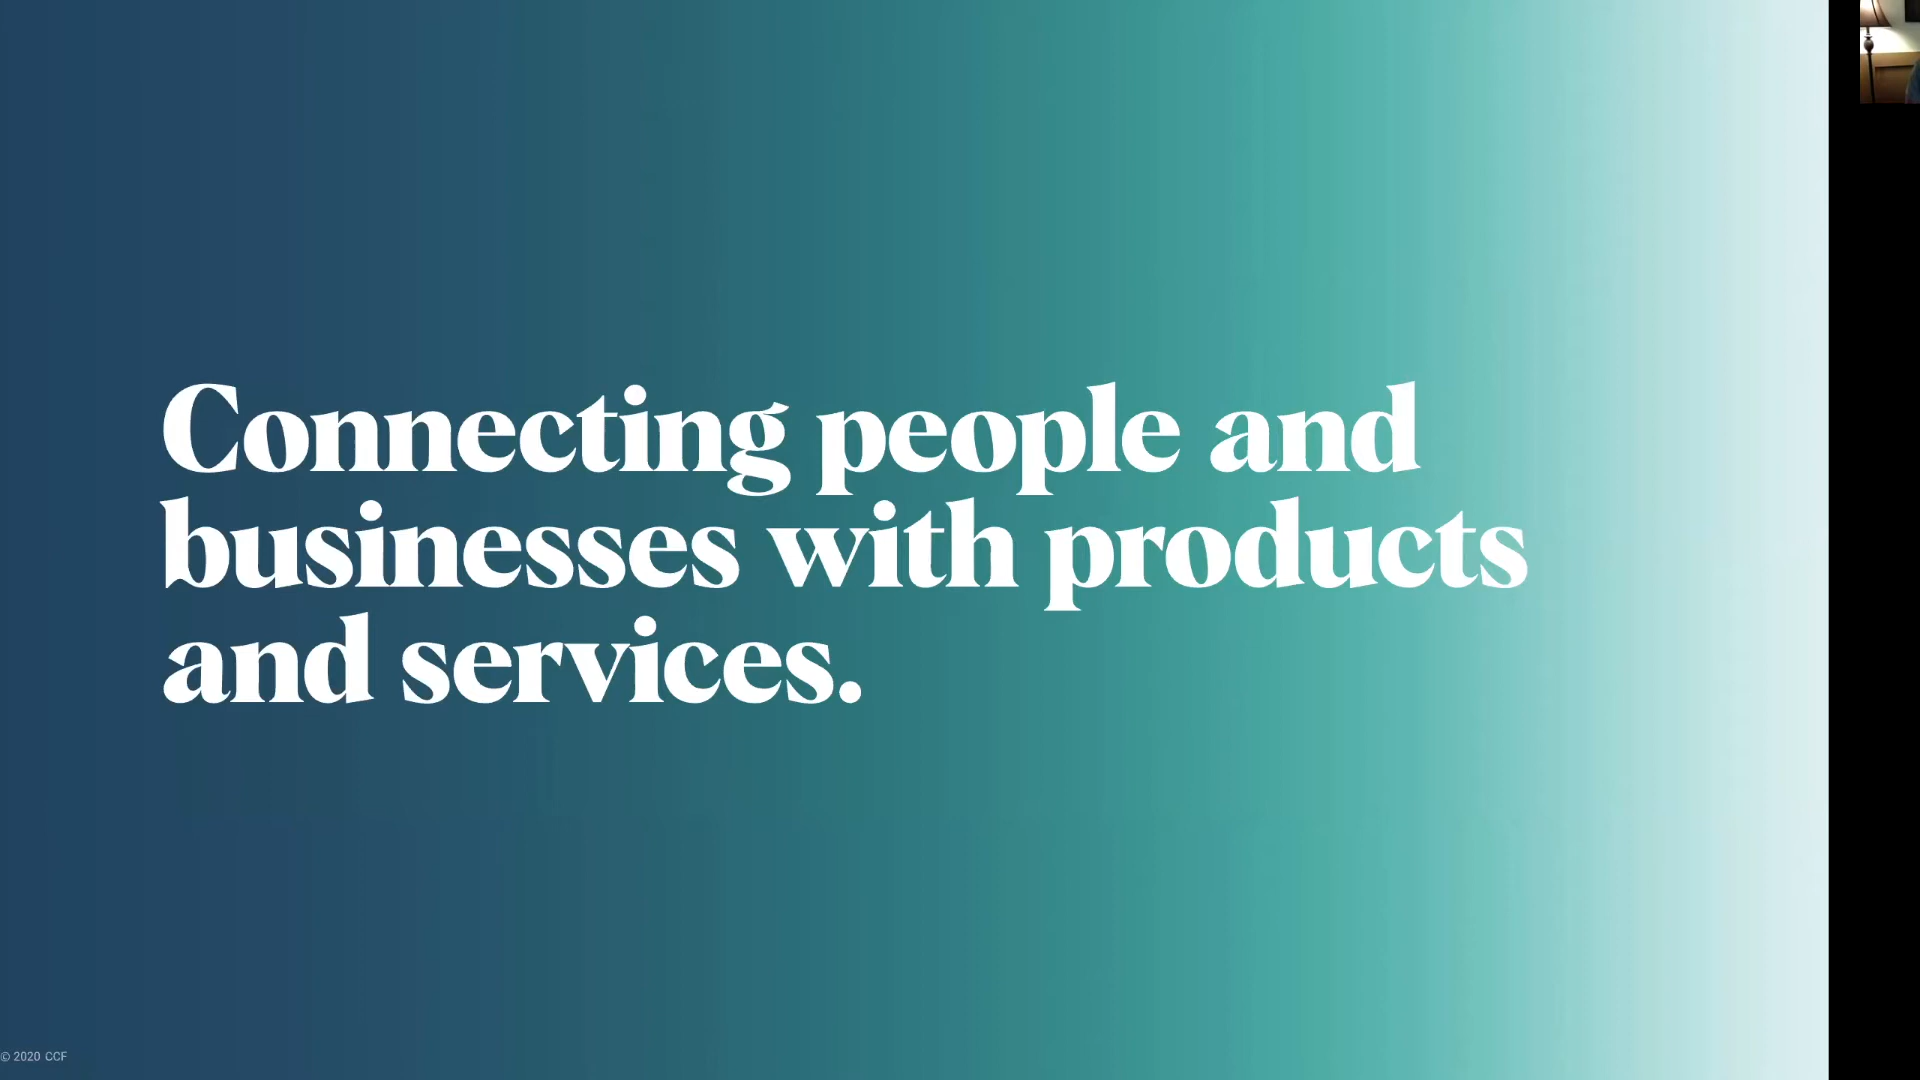 Connecting people and
businesses with products
and services.
© 2020 CCF